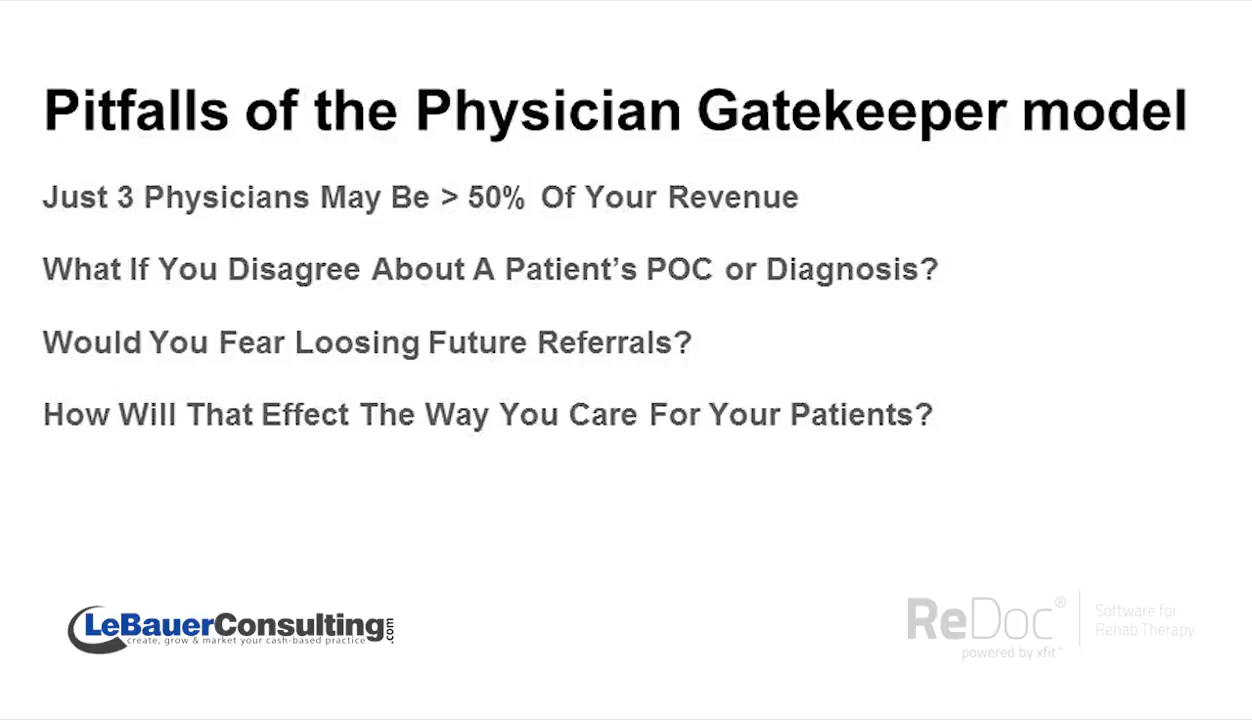 Pitfalls of the Physician Gatekeeper model
Just 3 Physicians May Be > 50% Of Your Revenue
What If You Disagree About A Patient’s POC or Diagnosis?
Would You Fear Loosing Future Referrals?
How Will That Effect The Way You Care For Your Patients?
LeBauerConsulting.com
create, grow & market your cash-based practice
ReDoc®
powered by xfit™
Software for
Rehab Therapy